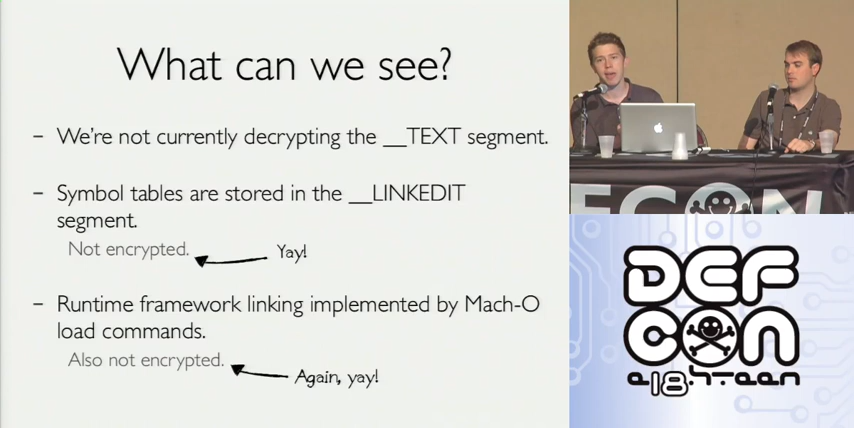 What can we see?
– We're not currently decrypting the __TEXT segment.
– Symbol tables are stored in the __LINKEDIT
segment.
Not encrypted.
Yay!
– Runtime framework linking implemented by Mach-O
load commands.
Also not encrypted.
Again, yay!
DEF
CON